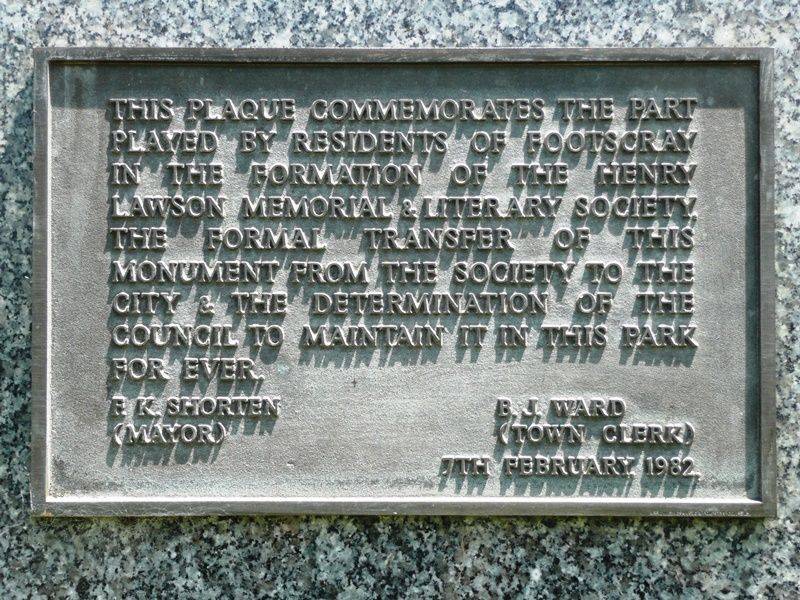 THIS PLAQUE COMMEMORATES THE PART
PLAYED BY RESIDENTS OF FOOTSCRAY
IN THE FORMATION OF THE HENRY
LAWSON MEMORIAL & LITERARY SOCIETY,
THE FORMAL TRANSFER OF THIS
MONUMENT FROM THE SOCIETY TO THE
CITY & THE DETERMINATION OF THE
COUNCIL TO MAINTAIN IT IN THIS PARK
FOR EVER.
F. K. SHORTEN B. J. WARD
(MAYOR) (TOWN CLERK)
7TH FEBRUARY, 1982.